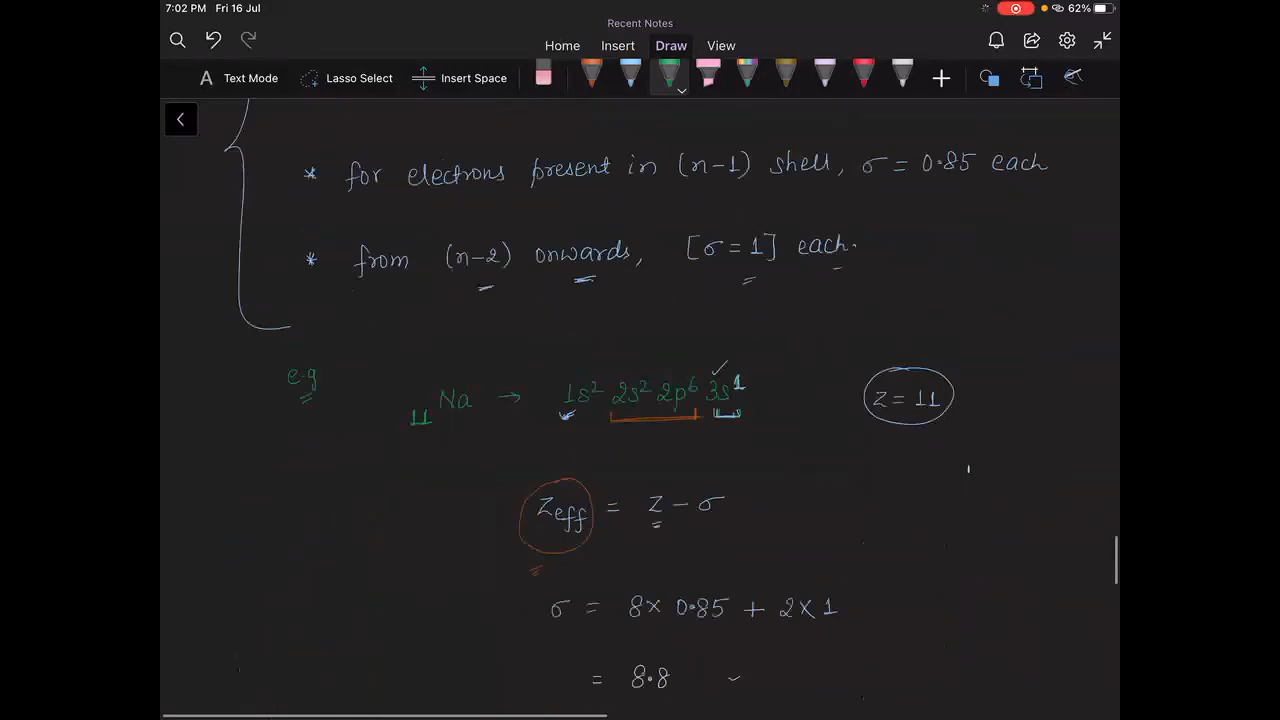 7:02 PM Fri 16 Jul
62%
Recent Notes
Home Insert Draw View
Text Mode Lasso Select Insert Space
* for electrons present in (n-1) shell, σ = 0.85 each
* from (n-2) onwards, [σ = 1] each.
e.g
11Na → 1s² 2s² 2p⁶ 3s¹ Z = 11
Zeff = Z - σ
σ = 8 × 0.85 + 2 × 1
= 8.8